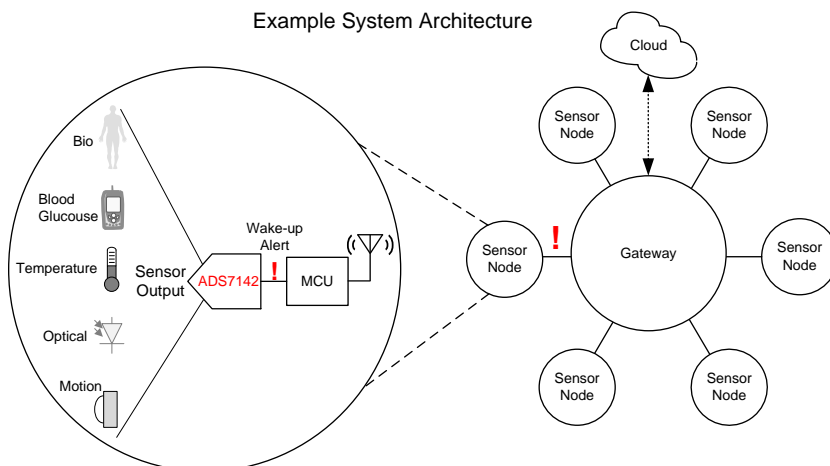 Example System Architecture
Bio
Blood
Glucouse
Temperature
Optical
Motion
Sensor
Output
ADS7142
Wake-up
Alert
!
MCU
Cloud
Sensor
Node
Sensor
Node
Sensor
Node
!
Gateway
Sensor
Node
Sensor
Node
Sensor
Node